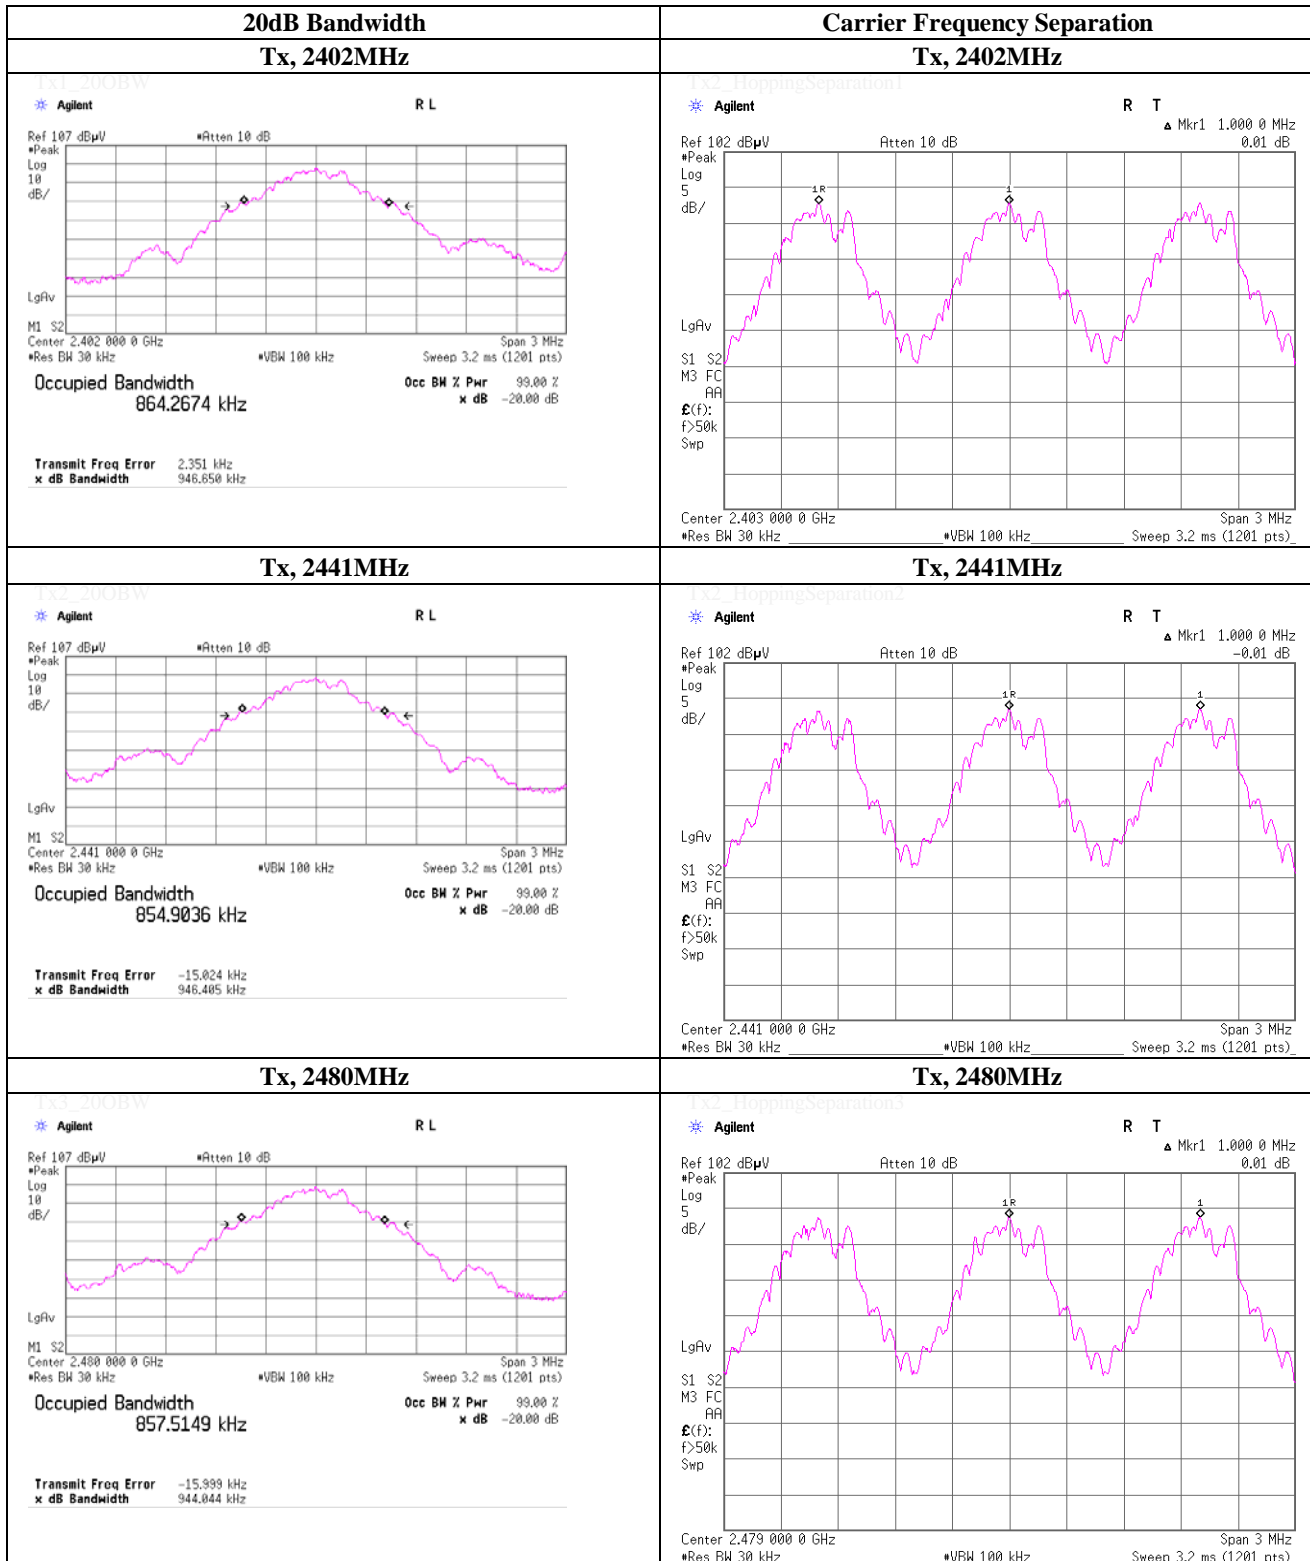 20dB Bandwidth
Carrier Frequency Separation
Tx, 2402MHz
Tx, 2402MHz
Tx1_20OBW
Agilent
R L
Ref 107 dBµV
#Atten 10 dB
#Peak
Log
10
dB/
LgAv
M1 S2
Center 2.402 000 0 GHz
Span 3 MHz
#Res BW 30 kHz
#VBW 100 kHz
Sweep 3.2 ms (1201 pts)
Occupied Bandwidth
864.2674 kHz
Occ BW % Pwr 99.00 %
x dB -20.00 dB
Transmit Freq Error 2.351 kHz
x dB Bandwidth 946.650 kHz
Tx2_HoppingSeparation1
Agilent
R T
Δ Mkr1 1.000 0 MHz
Ref 102 dBµV
Atten 10 dB
0.01 dB
#Peak
Log
5
dB/
1R
1
LgAv
S1 S2
M3 FC
AA
£(f):
f>50k
Swp
Center 2.403 000 0 GHz
Span 3 MHz
#Res BW 30 kHz
#VBW 100 kHz
Sweep 3.2 ms (1201 pts)
Tx, 2441MHz
Tx, 2441MHz
Tx2_20OBW
Agilent
R L
Ref 107 dBµV
#Atten 10 dB
#Peak
Log
10
dB/
LgAv
M1 S2
Center 2.441 000 0 GHz
Span 3 MHz
#Res BW 30 kHz
#VBW 100 kHz
Sweep 3.2 ms (1201 pts)
Occupied Bandwidth
854.9036 kHz
Occ BW % Pwr 99.00 %
x dB -20.00 dB
Transmit Freq Error -15.024 kHz
x dB Bandwidth 946.405 kHz
Tx2_HoppingSeparation2
Agilent
R T
Δ Mkr1 1.000 0 MHz
Ref 102 dBµV
Atten 10 dB
-0.01 dB
#Peak
Log
5
dB/
1R
1
LgAv
S1 S2
M3 FC
AA
£(f):
f>50k
Swp
Center 2.441 000 0 GHz
Span 3 MHz
#Res BW 30 kHz
#VBW 100 kHz
Sweep 3.2 ms (1201 pts)
Tx, 2480MHz
Tx, 2480MHz
Tx3_20OBW
Agilent
R L
Ref 107 dBµV
#Atten 10 dB
#Peak
Log
10
dB/
LgAv
M1 S2
Center 2.480 000 0 GHz
Span 3 MHz
#Res BW 30 kHz
#VBW 100 kHz
Sweep 3.2 ms (1201 pts)
Occupied Bandwidth
857.5149 kHz
Occ BW % Pwr 99.00 %
x dB -20.00 dB
Transmit Freq Error -15.999 kHz
x dB Bandwidth 944.044 kHz
Tx2_HoppingSeparation3
Agilent
R T
Δ Mkr1 1.000 0 MHz
Ref 102 dBµV
Atten 10 dB
0.01 dB
#Peak
Log
5
dB/
1R
1
LgAv
S1 S2
M3 FC
AA
£(f):
f>50k
Swp
Center 2.479 000 0 GHz
Span 3 MHz
#Res BW 30 kHz
#VBW 100 kHz
Sweep 3.2 ms (1201 pts)